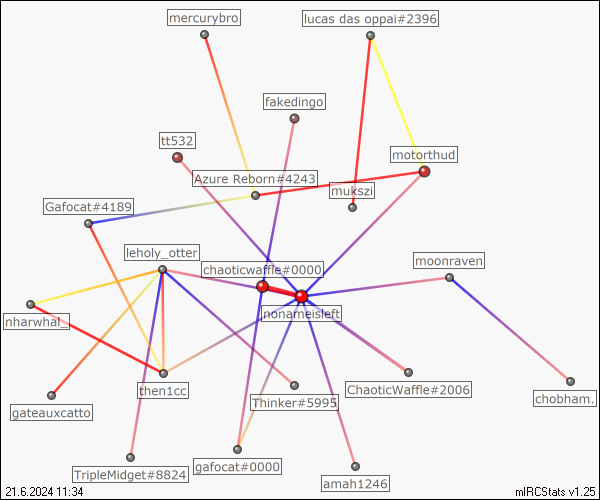 mercurybro
lucas das oppai#2396
fakedingo
tt532
motorthud
Azure Reborn#4243
mukszi
Gafocat#4189
leholy_otter
moonraven
chaoticwaffle#0000
nonameisleft
nharwhal_
then1cc
ChaoticWaffle#2006
chobham.
Thinker#5995
gateauxcatto
gafocat#0000
TripleMidget#8824
amah1246
21.6.2024 11:34
mIRCStats v1.25